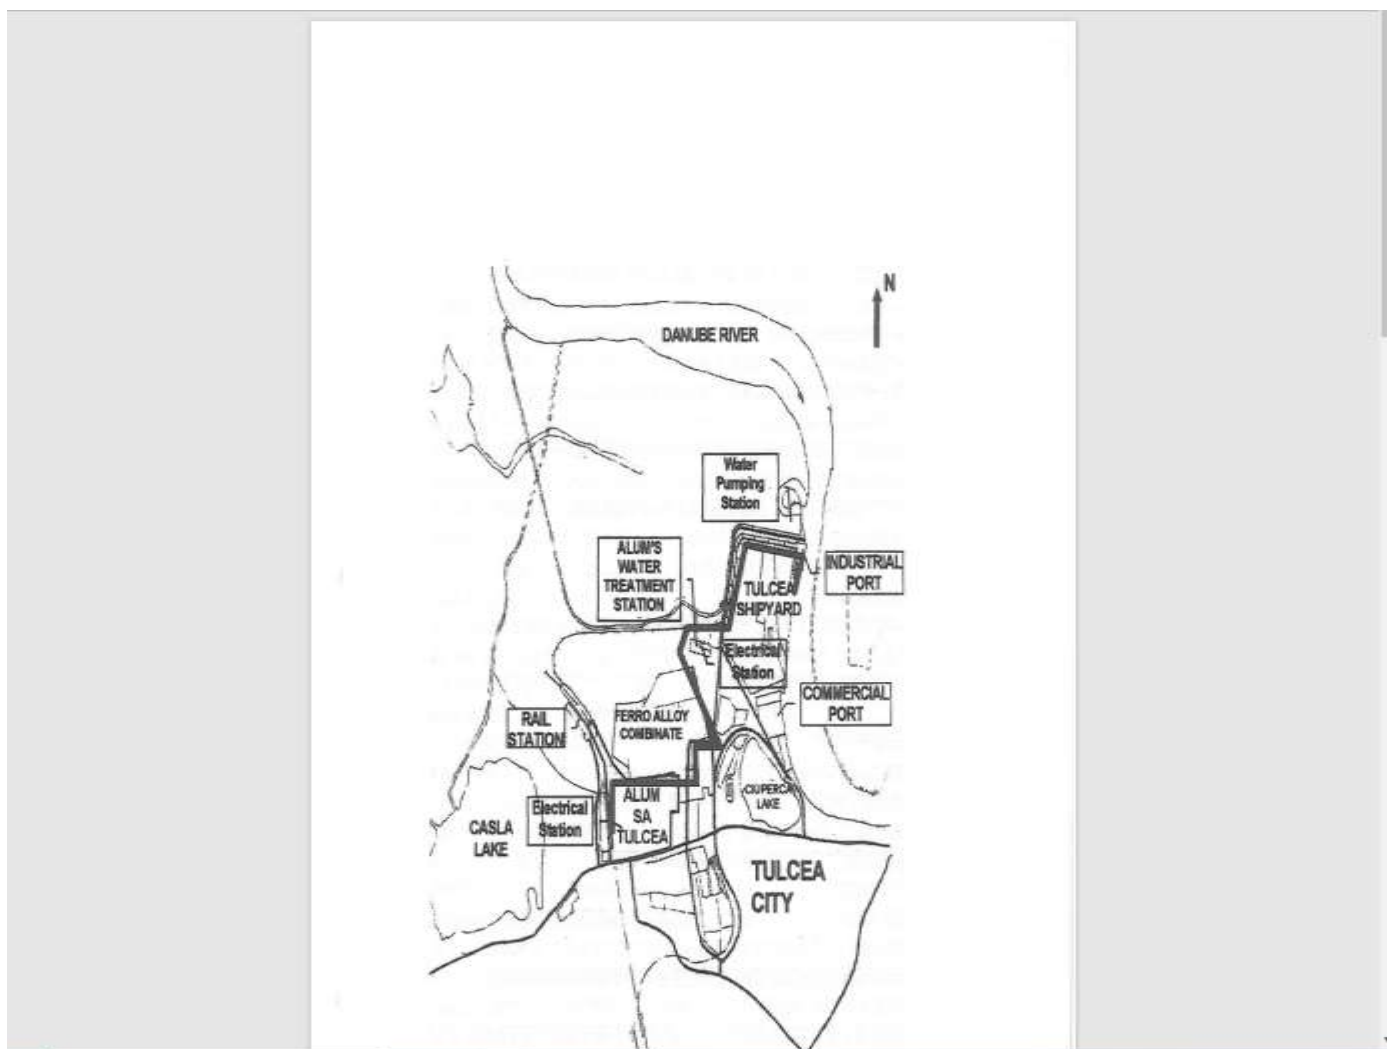 N
DANUBE RIVER
Water
Pumping
Station
ALUM'S
WATER
TREATMENT
STATION
INDUSTRIAL
PORT
TULCEA
SHIPYARD
Electrical
Station
COMMERCIAL
PORT
RAIL
STATION
FERRO ALLOY
COMBINATE
CIUPERCA
LAKE
Electrical
Station
ALUM
SA
TULCEA
CASLA
LAKE
TULCEA
CITY